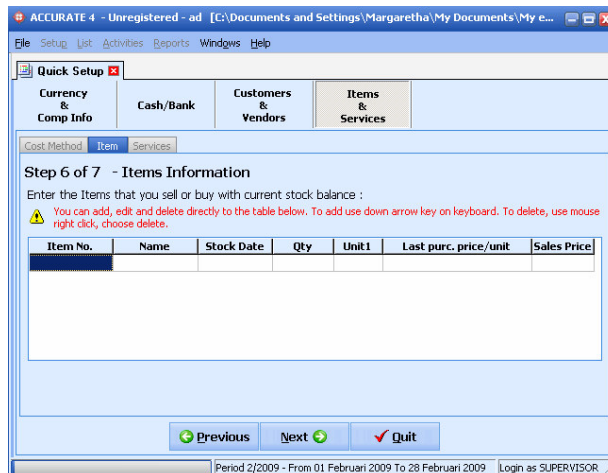 ACCURATE 4 - Unregistered - ad [C:\Documents and Settings\Margaretha\My Documents\My e...
File Setup List Activities Reports Windows Help
Quick Setup
Currency & Comp Info
Cash/Bank
Customers & Vendors
Items & Services
Cost Method Item Services
Step 6 of 7 - Items Information
Enter the Items that you sell or buy with current stock balance :
You can add, edit and delete directly to the table below. To add use down arrow key on keyboard. To delete, use mouse
right click, choose delete.
Item No. Name Stock Date Qty Unit1 Last purc. price/unit Sales Price
Previous Next Quit
Period 2/2009 - From 01 Februari 2009 To 28 Februari 2009 Login as SUPERVISOR